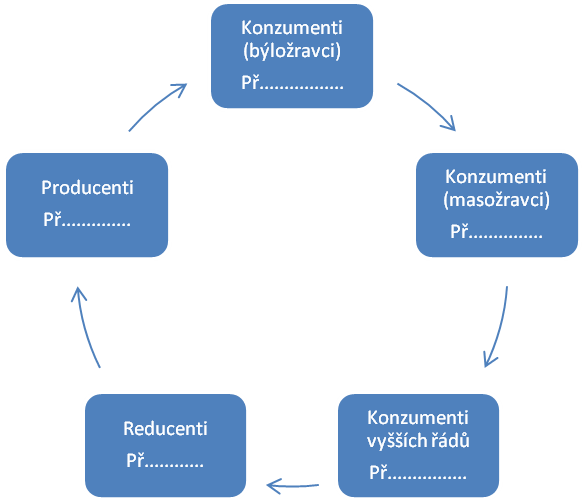 Konzumenti
(býložravci)
Př.................
Konzumenti
(masožravci)
Př...............
Konzumenti
vyšších řádů
Př................
Reducenti
Př............
Producenti
Př..............